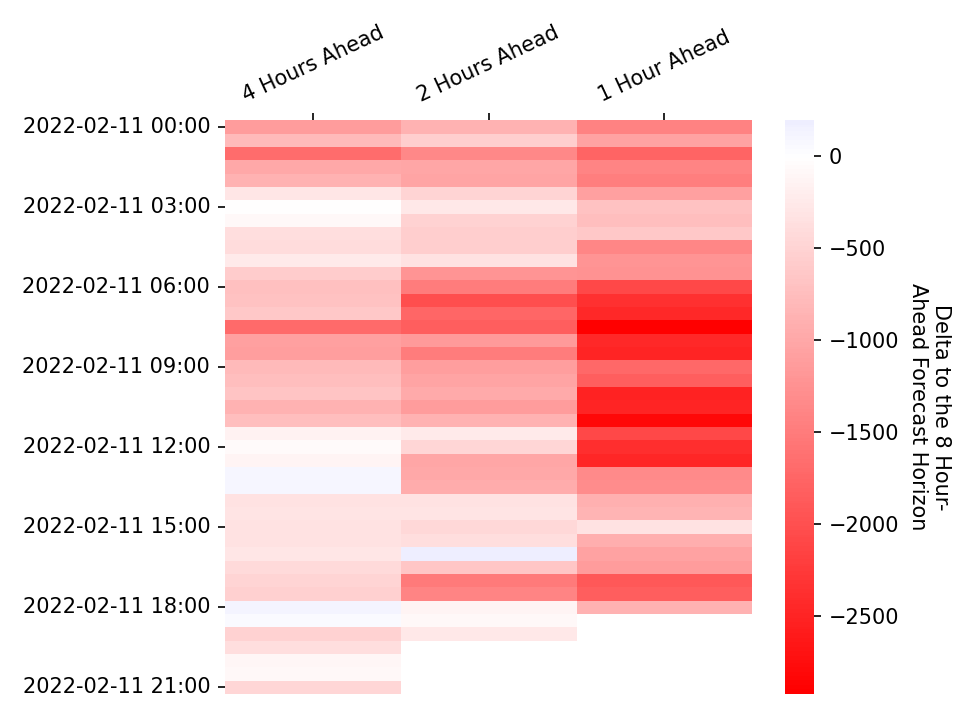 4 Hours Ahead
2 Hours Ahead
1 Hour Ahead
2022-02-11 00:00
2022-02-11 03:00
2022-02-11 06:00
2022-02-11 09:00
2022-02-11 12:00
2022-02-11 15:00
2022-02-11 18:00
2022-02-11 21:00
0
−500
−1000
−1500
−2000
−2500
Delta to the 8 Hour-
Ahead Forecast Horizon